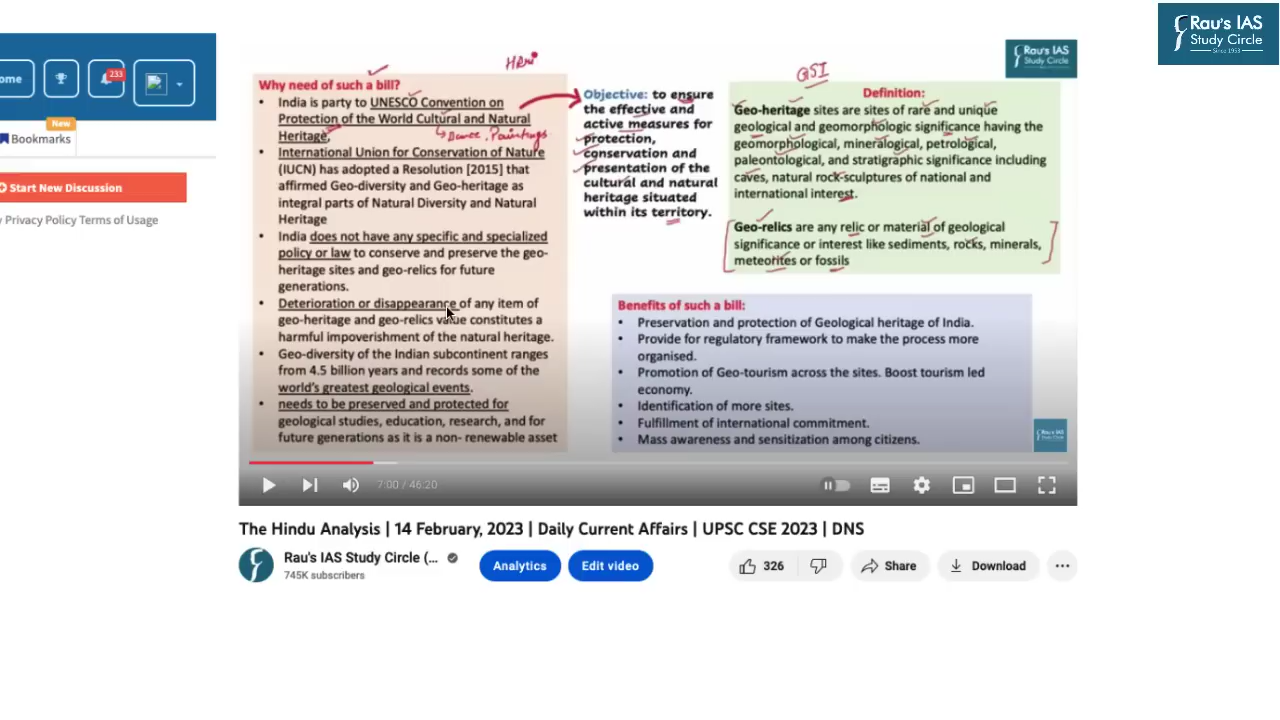 Rau's IAS
Study Circle
Since 1953
ome
233
New
Bookmarks
Start New Discussion
Privacy Policy Terms of Usage
Rau's IAS
Study Circle
Why need of such a bill?
• India is party to UNESCO Convention on
Protection of the World Cultural and Natural
Heritage,
Dance, Paintings
• International Union for Conservation of Nature
(IUCN) has adopted a Resolution [2015] that
affirmed Geo-diversity and Geo-heritage as
integral parts of Natural Diversity and Natural
Heritage
• India does not have any specific and specialized
policy or law to conserve and preserve the geo-
heritage sites and geo-relics for future
generations.
• Deterioration or disappearance of any item of
geo-heritage and geo-relics value constitutes a
harmful impoverishment of the natural heritage.
• Geo-diversity of the Indian subcontinent ranges
from 4.5 billion years and records some of the
world's greatest geological events.
• needs to be preserved and protected for
geological studies, education, research, and for
future generations as it is a non- renewable asset
Objective: to ensure
the effective and
active measures for
protection,
conservation and
presentation of the
cultural and natural
heritage situated
within its territory.
GSI
Definition:
Geo-heritage sites are sites of rare and unique
geological and geomorphologic significance having the
geomorphological, mineralogical, petrological,
paleontological, and stratigraphic significance including
caves, natural rock-sculptures of national and
international interest.
Geo-relics are any relic or material of geological
significance or interest like sediments, rocks, minerals,
meteorites or fossils
Benefits of such a bill:
• Preservation and protection of Geological heritage of India.
• Provide for regulatory framework to make the process more
organised.
• Promotion of Geo-tourism across the sites. Boost tourism led
economy.
• Identification of more sites.
• Fulfillment of international commitment.
• Mass awareness and sensitization among citizens.
Rau's IAS
7:00 / 46:20
The Hindu Analysis | 14 February, 2023 | Daily Current Affairs | UPSC CSE 2023 | DNS
Rau's IAS Study Circle (...
745K subscribers
Analytics
Edit video
326
Share
Download